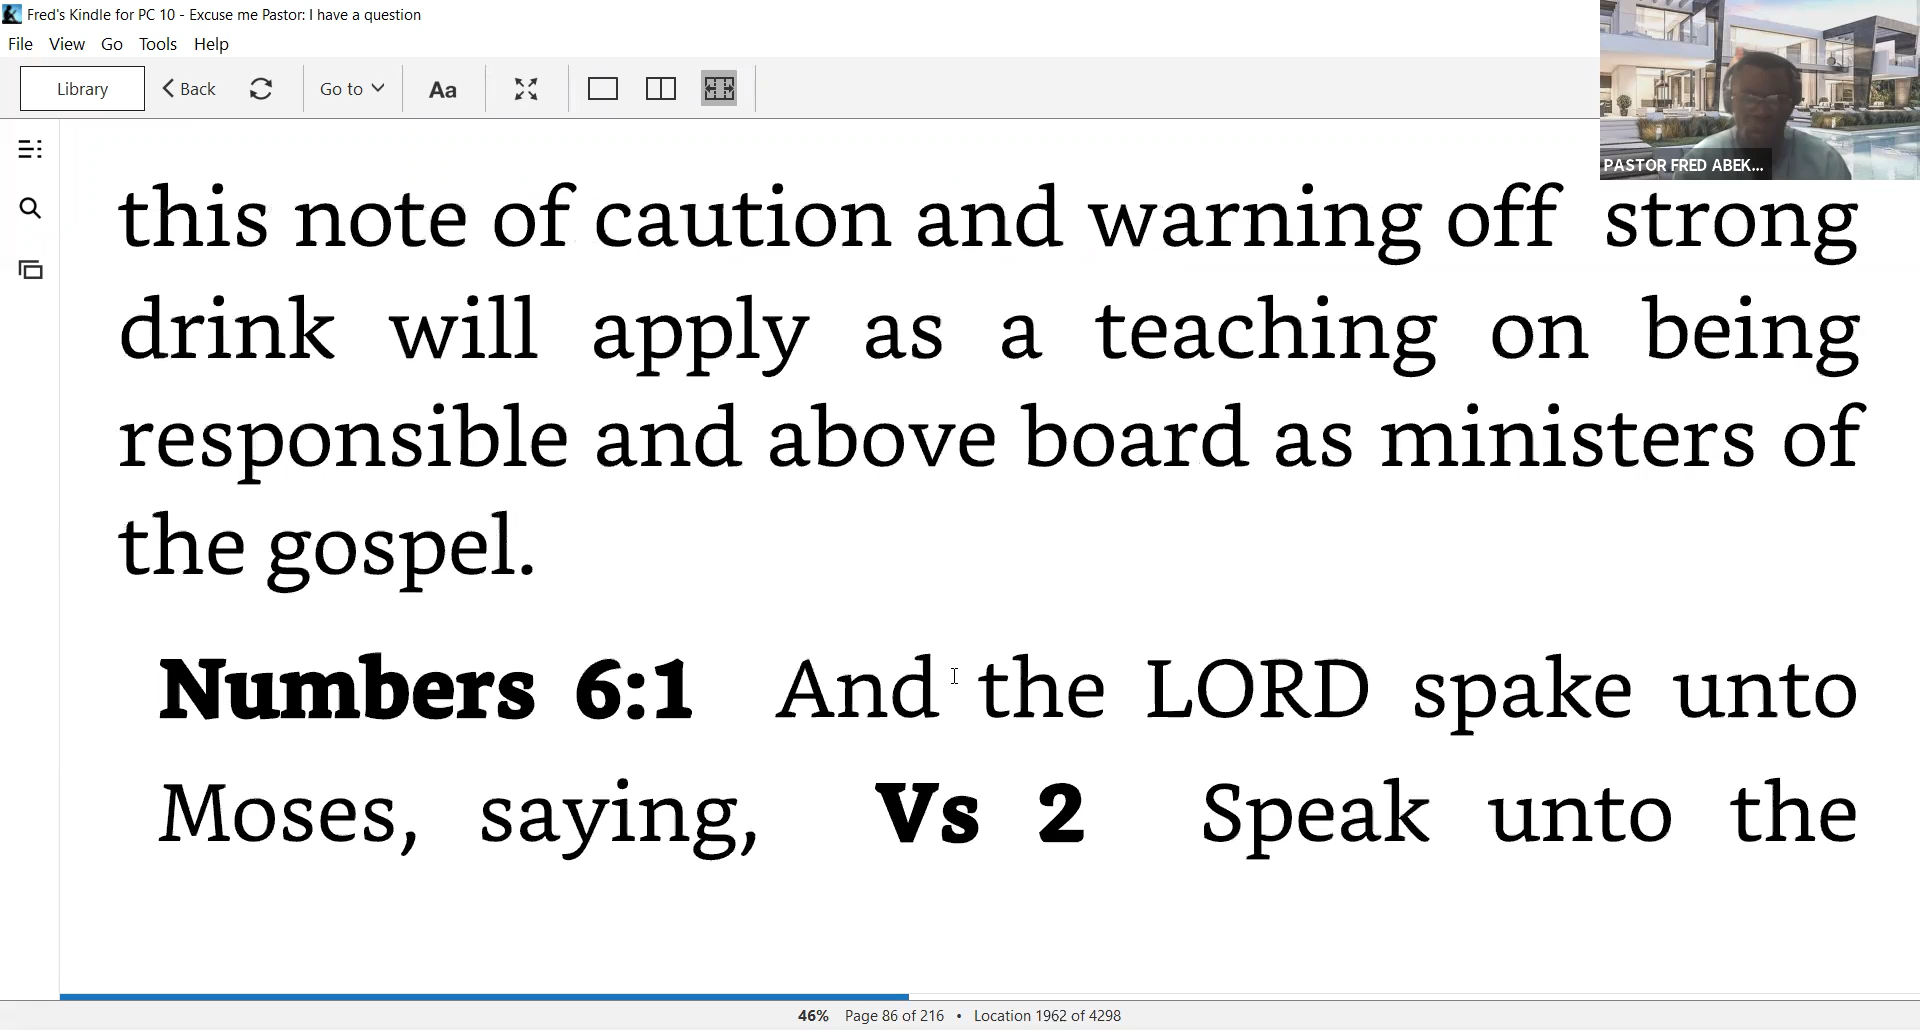 Fred's Kindle for PC 10 - Excuse me Pastor: I have a question
File View Go Tools Help
Library Back Go to Aa
PASTOR FRED ABEK...
this note of caution and warning off strong
drink will apply as a teaching on being
responsible and above board as ministers of
the gospel.
Numbers 6:1 And the LORD spake unto
Moses, saying, Vs 2 Speak unto the
46% Page 86 of 216 • Location 1962 of 4298